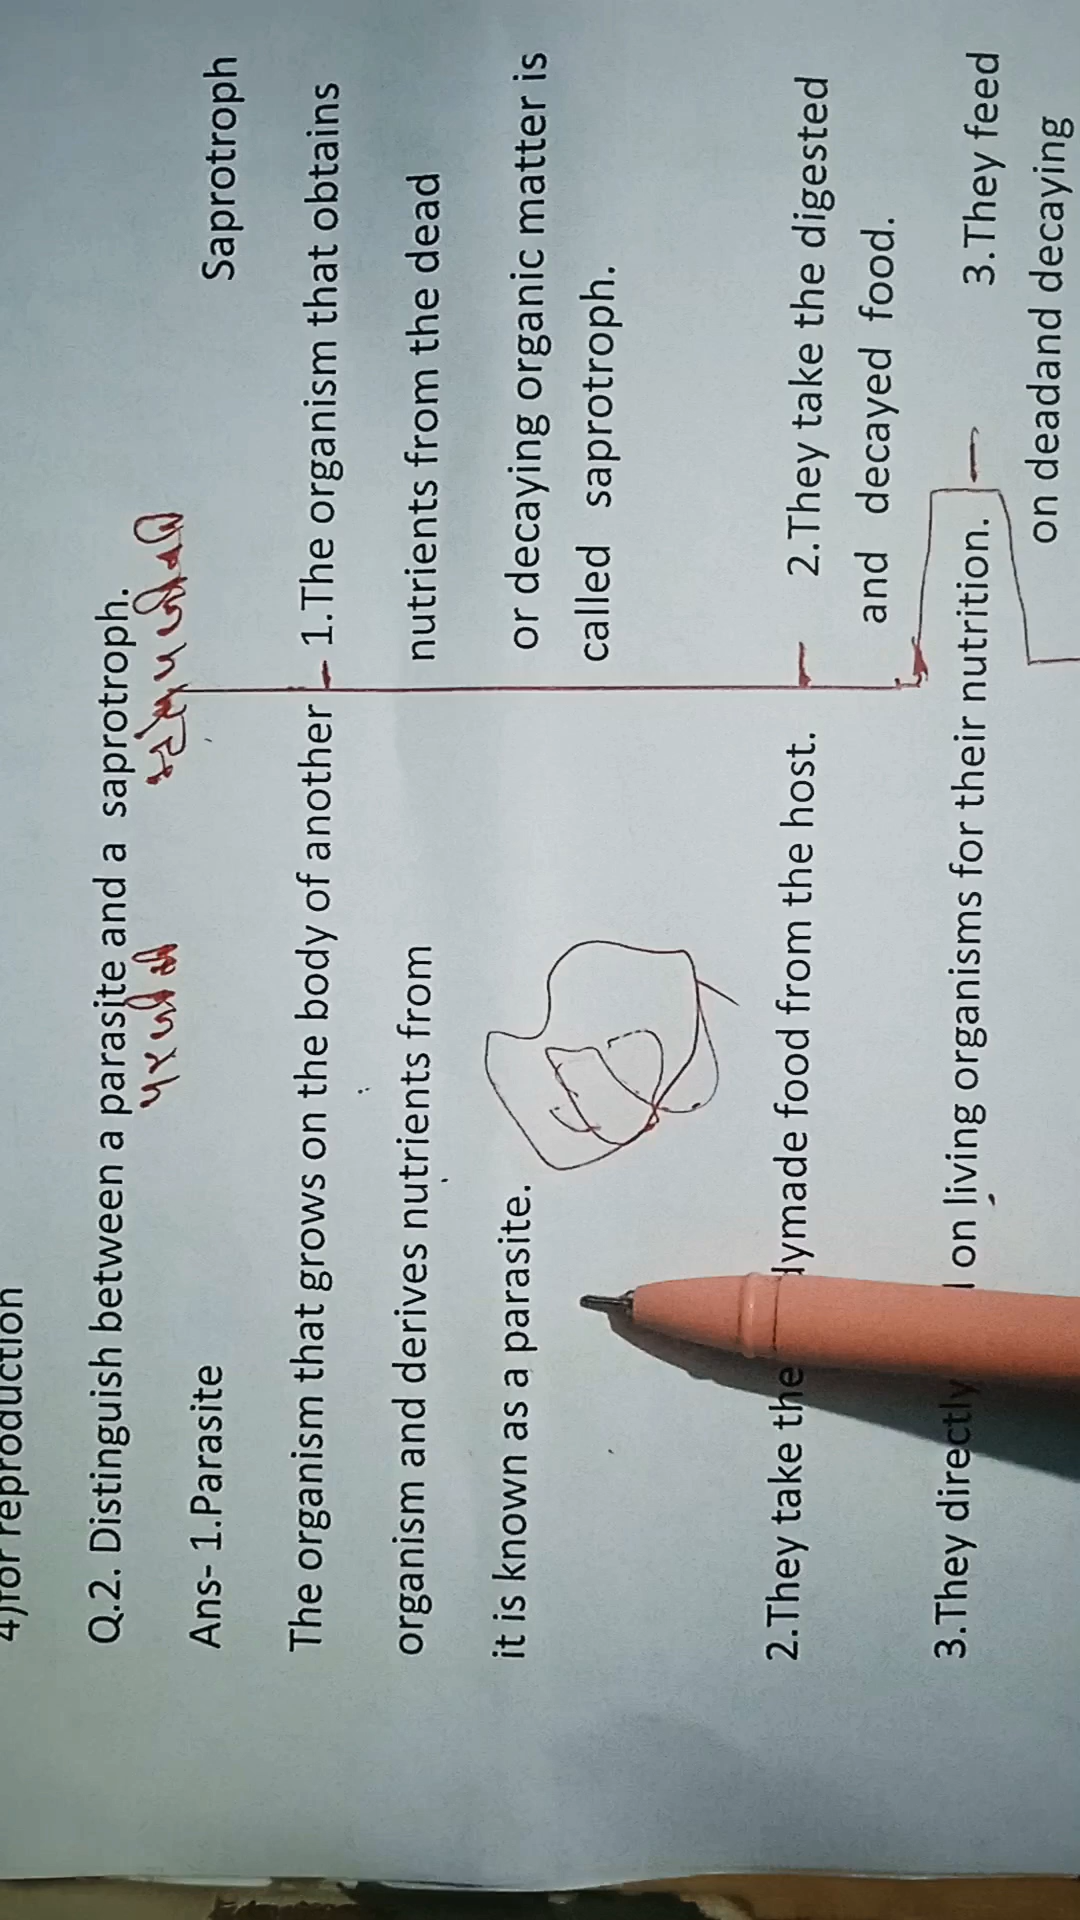 4)for reproduction
Q.2. Distinguish between a parasite and a saprotroph.
Ans- 1.Parasite Saprotroph
The organism that grows on the body of another 1.The organism that obtains
organism and derives nutrients from nutrients from the dead
it is known as a parasite. or decaying organic matter is
called saprotroph.
2.They take the dymade food from the host. 2.They take the digested
and decayed food.
3.They directly on living organisms for their nutrition. 3.They feed
on deadand decaying